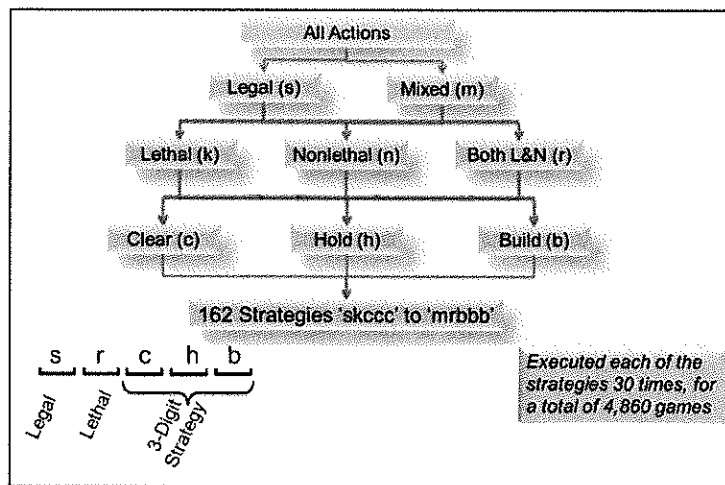 All Actions
Legal (s)
Mixed (m)
Lethal (k)
Nonlethal (n)
Both L&N (r)
Clear (c)
Hold (h)
Build (b)
162 Strategies 'skccc' to 'mrbbb'
s r c h b
Legal
Lethal
3-Digit
Strategy
Executed each of the
strategies 30 times, for
a total of 4,860 games